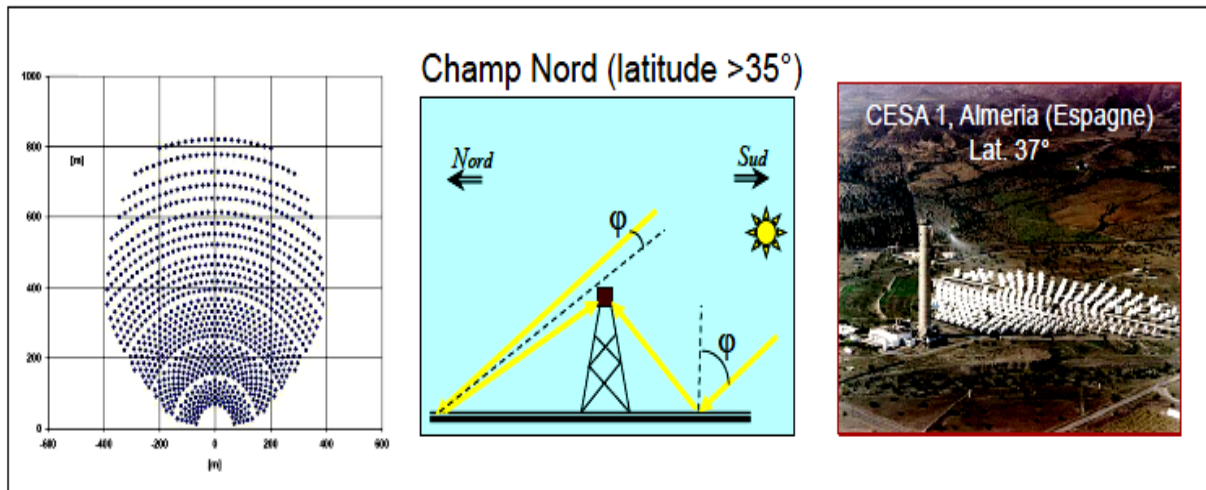 Champ Nord (latitude >35°)
1000
800
600
400
200
0
[m]
-600
-400
-200
0
200
400
600
[m]
Nord
Sud
φ
φ
CESA 1, Almeria (Espagne)
Lat. 37°